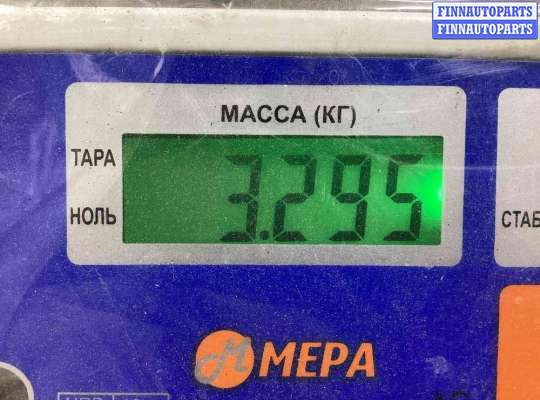 FINNAUTOPARTS
FINNAUTOPARTS
МАССА (КГ)
ТАРА
3.295
НОЛЬ
СТАБ
МЕРА